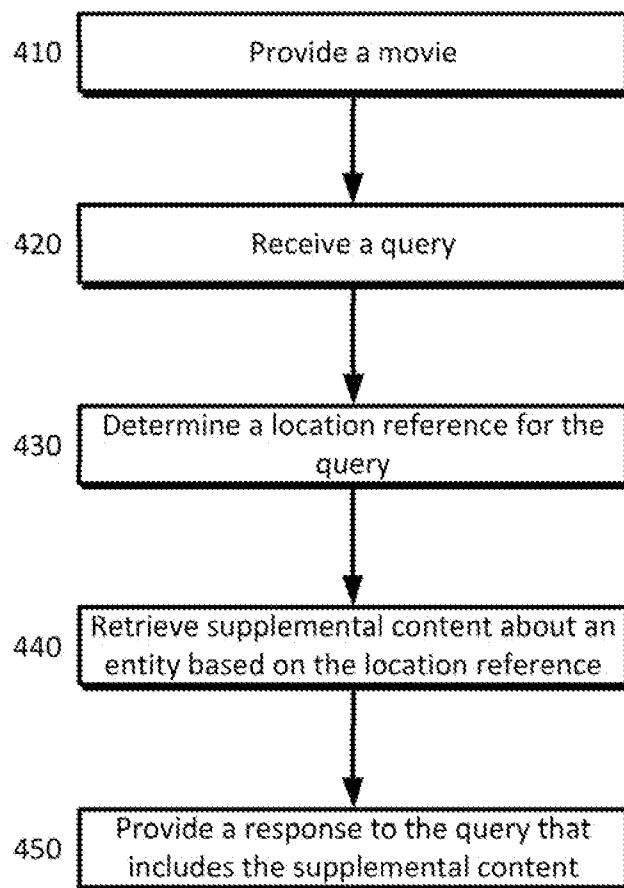 410 Provide a movie
420 Receive a query
430 Determine a location reference for the
query
440 Retrieve supplemental content about an
entity based on the location reference
450 Provide a response to the query that
includes the supplemental content